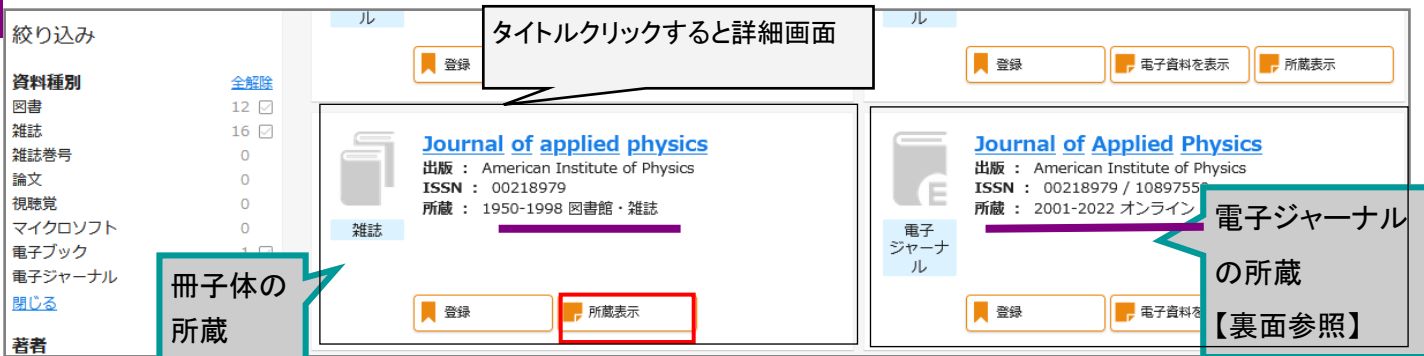 絞り込み
資料種別 全解除
図書 12
雑誌 16
雑誌巻号 0
論文 0
視聴覚 0
マイクロソフト 0
電子ブック 1
電子ジャーナル
閉じる
著者
ル
登録
タイトルクリックすると詳細画面
ル
登録 電子資料を表示 所蔵表示
Journal of applied physics
出版 : American Institute of Physics
ISSN : 00218979
所蔵 : 1950-1998 図書館・雑誌
雑誌
登録 所蔵表示
冊子体の
所蔵
Journal of Applied Physics
出版 : American Institute of Physics
ISSN : 00218979 / 1089755
所蔵 : 2001-2022 オンライン
電子
ジャーナ
ル
登録 電子資料を
電子ジャーナル
の所蔵
【裏面参照】